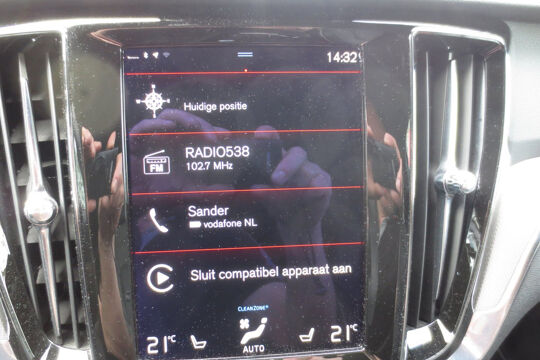 14:32
Huidige positie
RADIO538
102.7 MHz
FM
Sander
vodafone NL
Sluit compatibel apparaat aan
CLEANZONE
21°C
AUTO
21°C